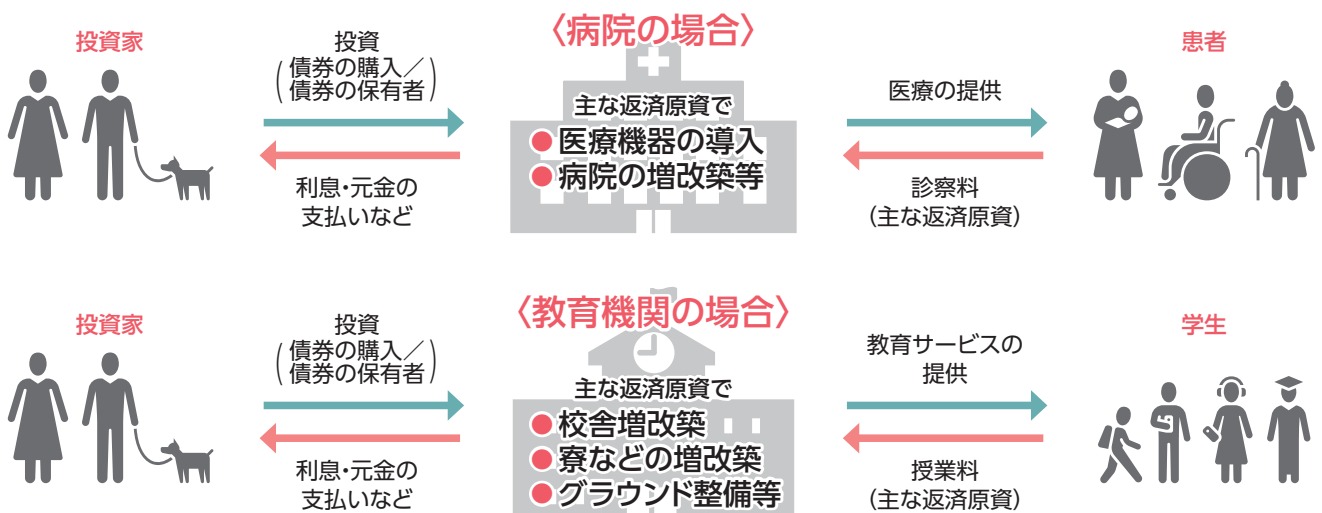 〈病院の場合〉
投資家
投資
(債券の購入／
債券の保有者)
利息・元金の
支払いなど
主な返済原資で
●医療機器の導入
●病院の増改築等
医療の提供
診察料
(主な返済原資)
患者
〈教育機関の場合〉
投資家
投資
(債券の購入／
債券の保有者)
利息・元金の
支払いなど
主な返済原資で
●校舎増改築
●寮などの増改築
●グラウンド整備等
教育サービスの
提供
授業料
(主な返済原資)
学生